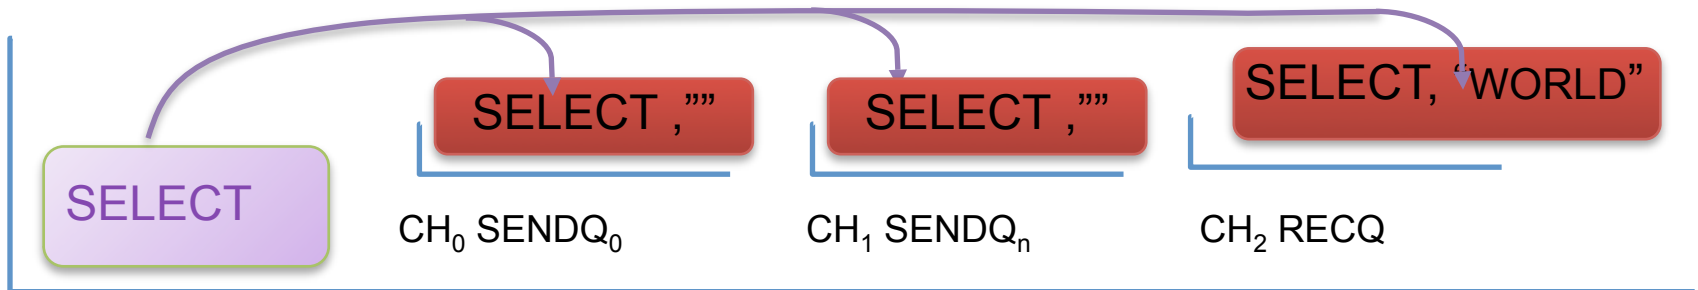 SELECT
SELECT ,””
SELECT ,””
SELECT, “WORLD”
CH0 SENDQ0
CH1 SENDQn
CH2 RECQ